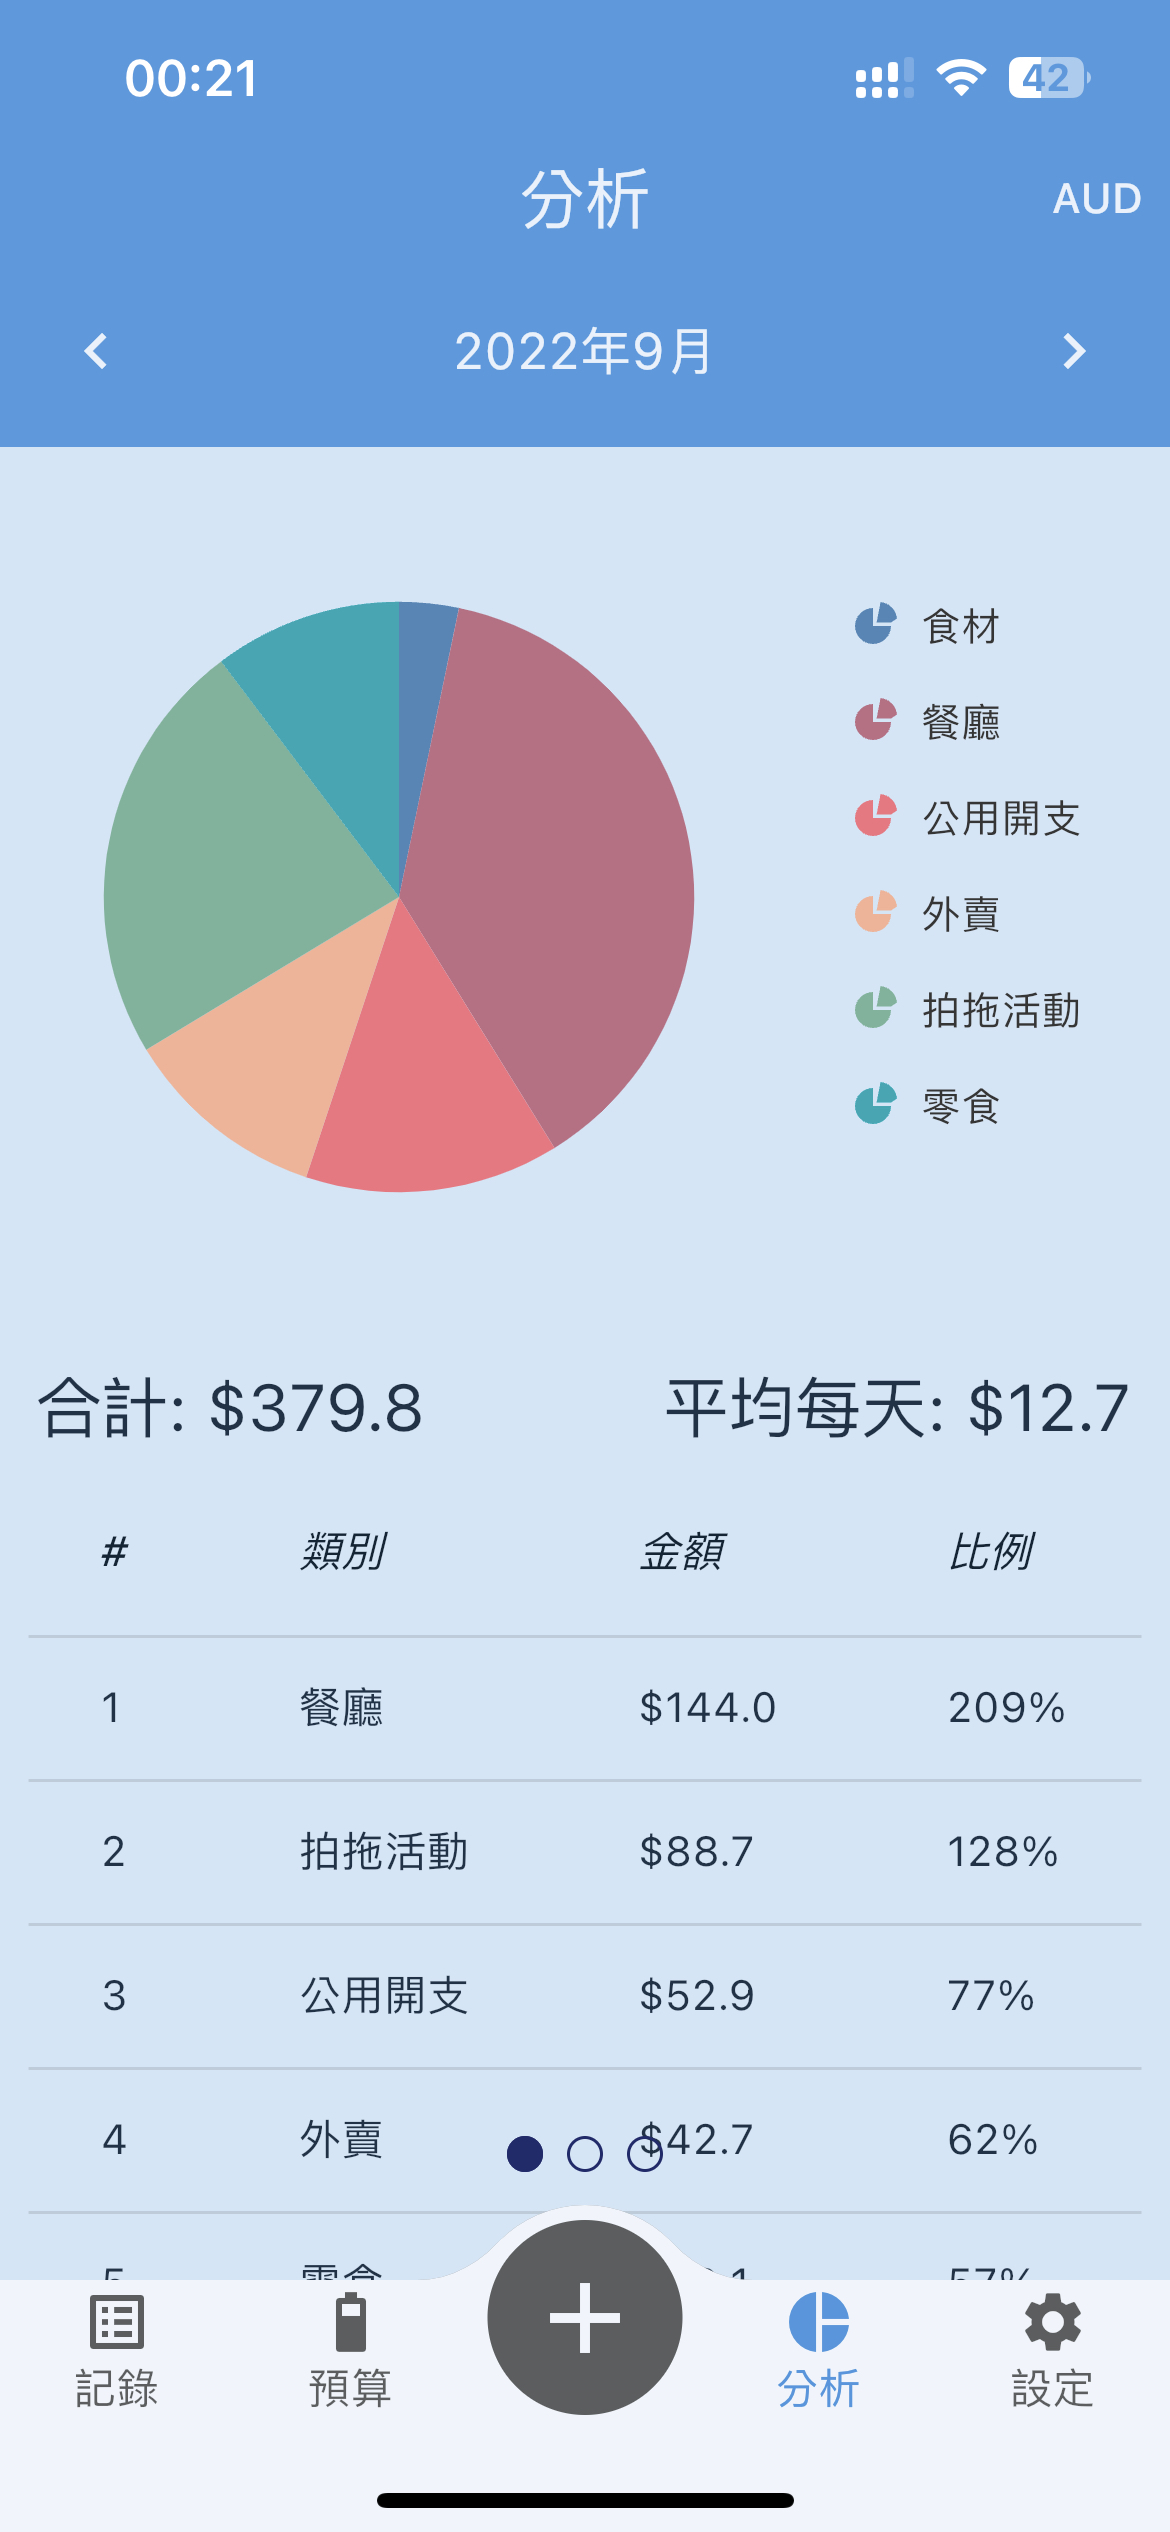 00:21
42
分析
AUD
2022年9月
食材
餐廳
公用開支
外賣
拍拖活動
零食
合計: $379.8
平均每天: $12.7
# 類別 金額 比例
1 餐廳 $144.0 209%
2 拍拖活動 $88.7 128%
3 公用開支 $52.9 77%
4 外賣 $42.7 62%
5 零食 57%
記錄
預算
分析
設定